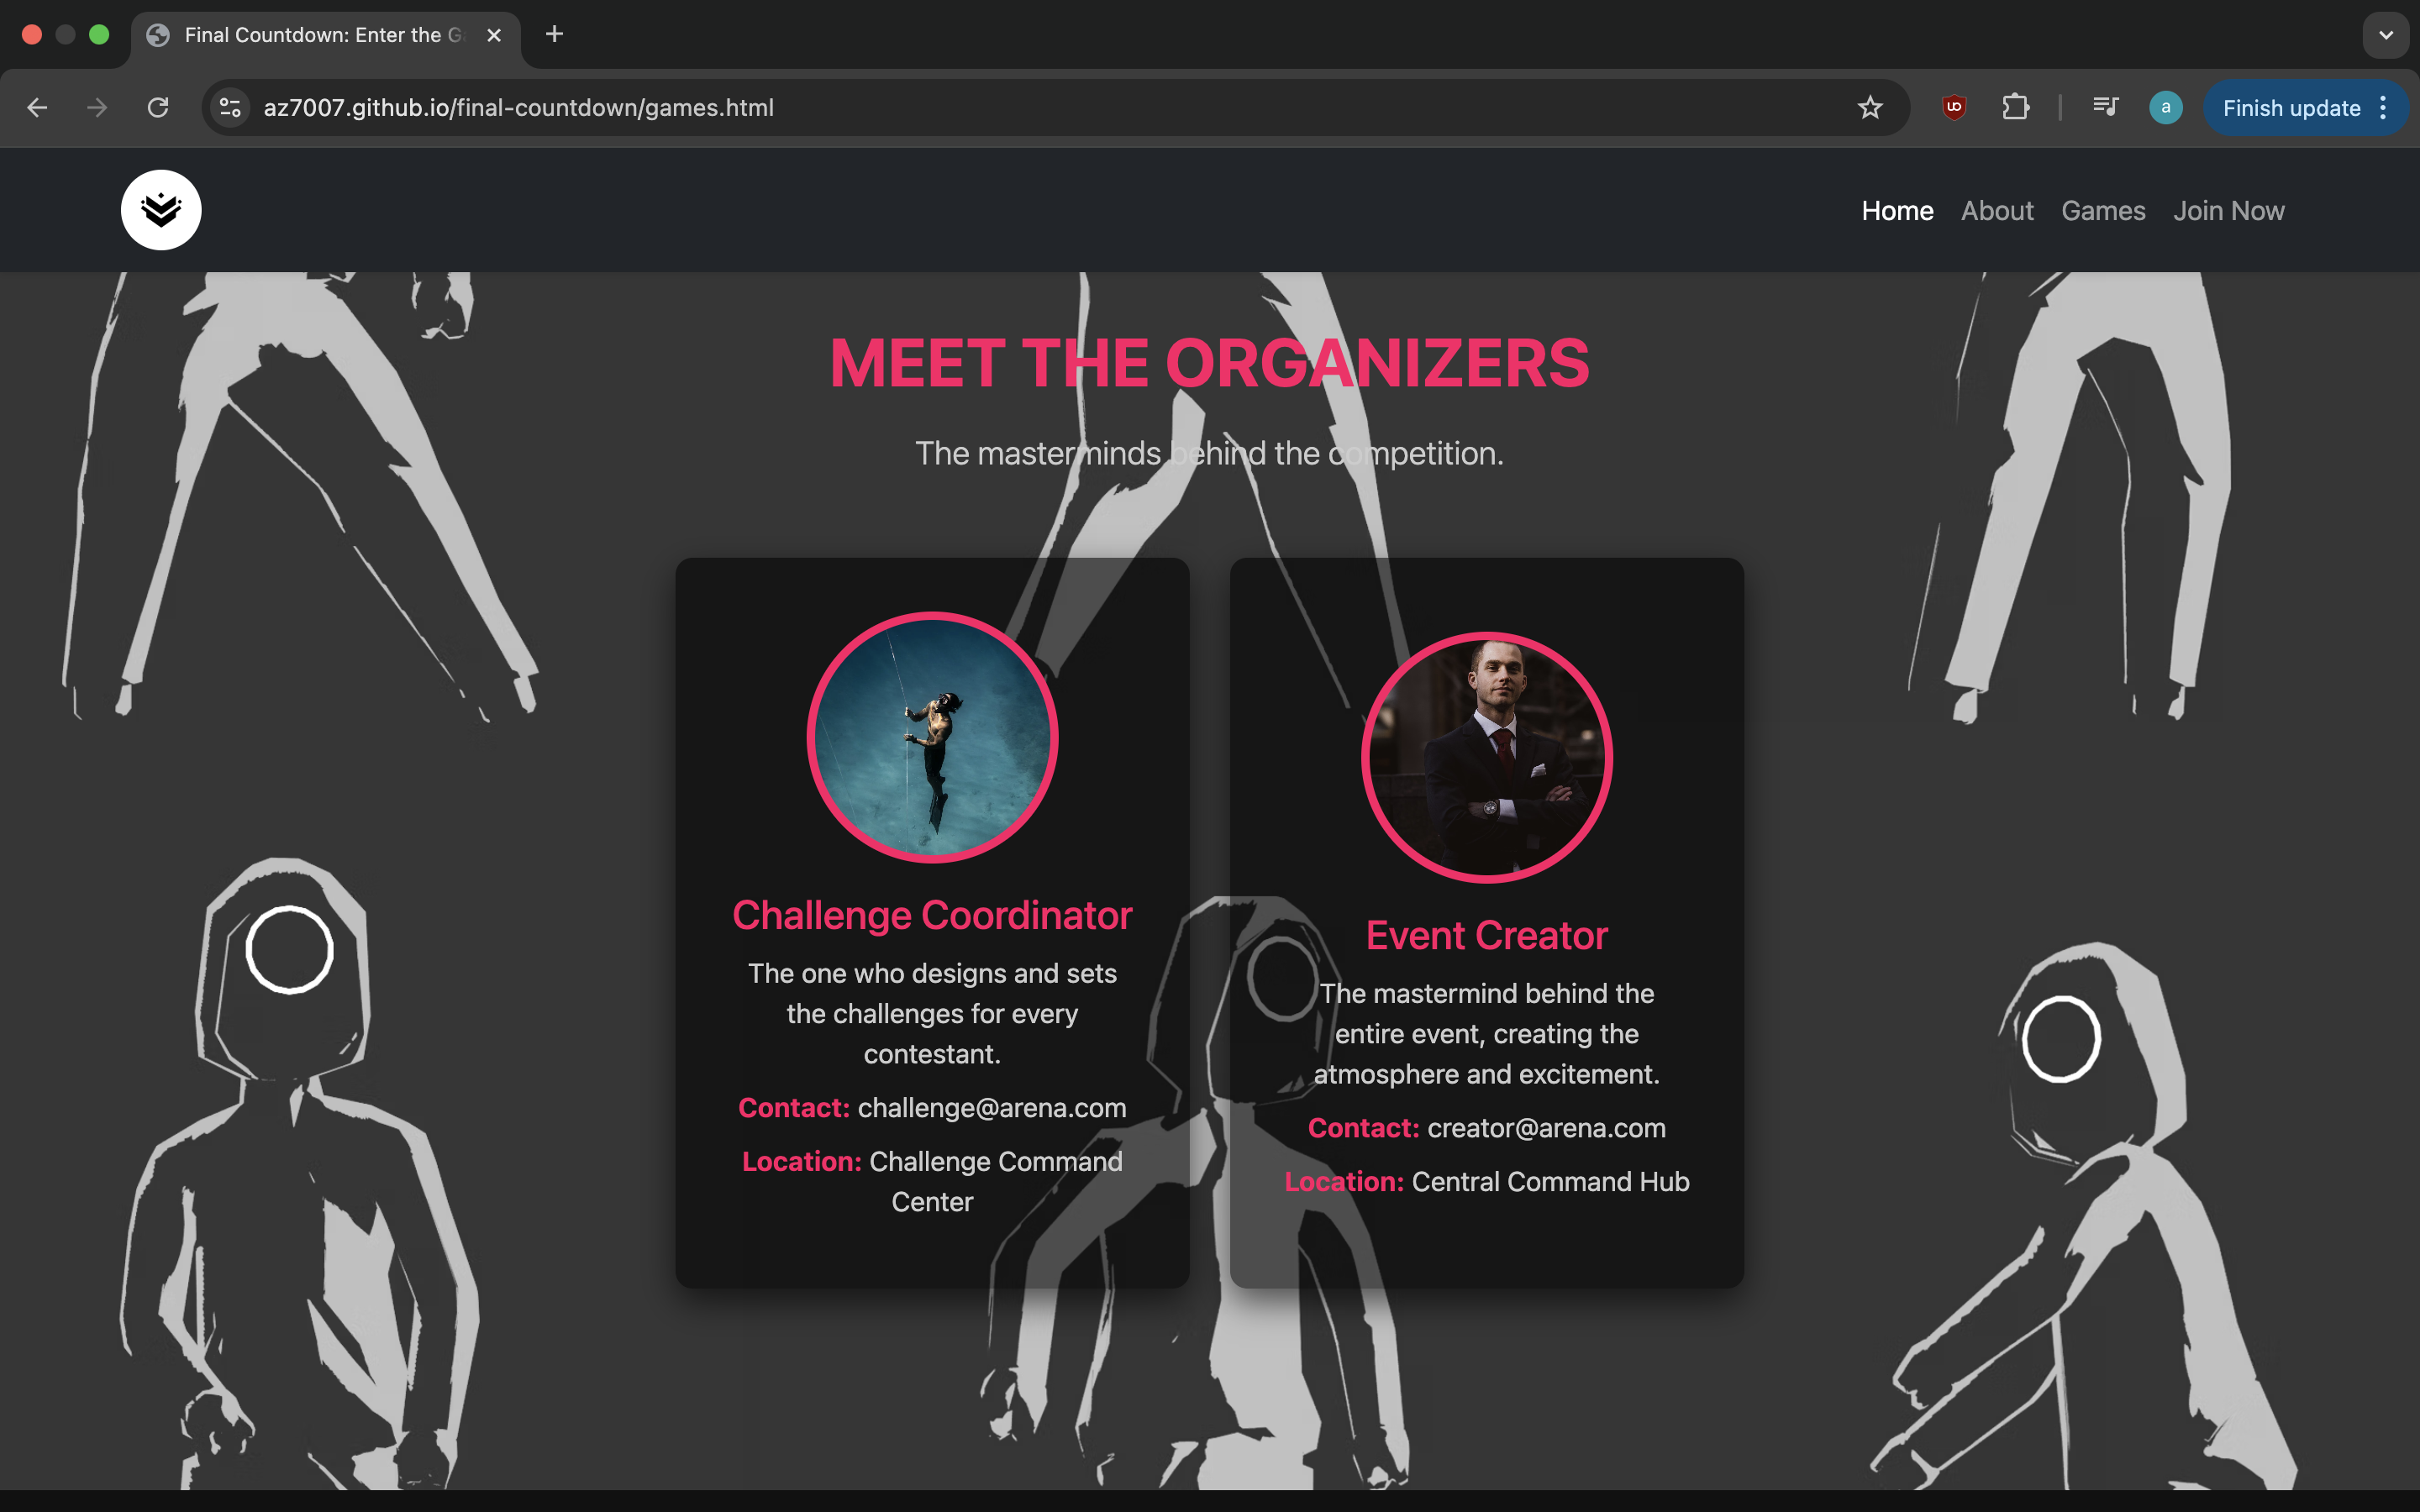 Final Countdown: Enter the Ga
az7007.github.io/final-countdown/games.html
uo
a
Finish update
Home About Games Join Now
MEET THE ORGANIZERS
The masterminds behind the competition.
Challenge Coordinator
The one who designs and sets
the challenges for every
contestant.
Contact: challenge@arena.com
Location: Challenge Command
Center
Event Creator
The mastermind behind the
entire event, creating the
atmosphere and excitement.
Contact: creator@arena.com
Location: Central Command Hub